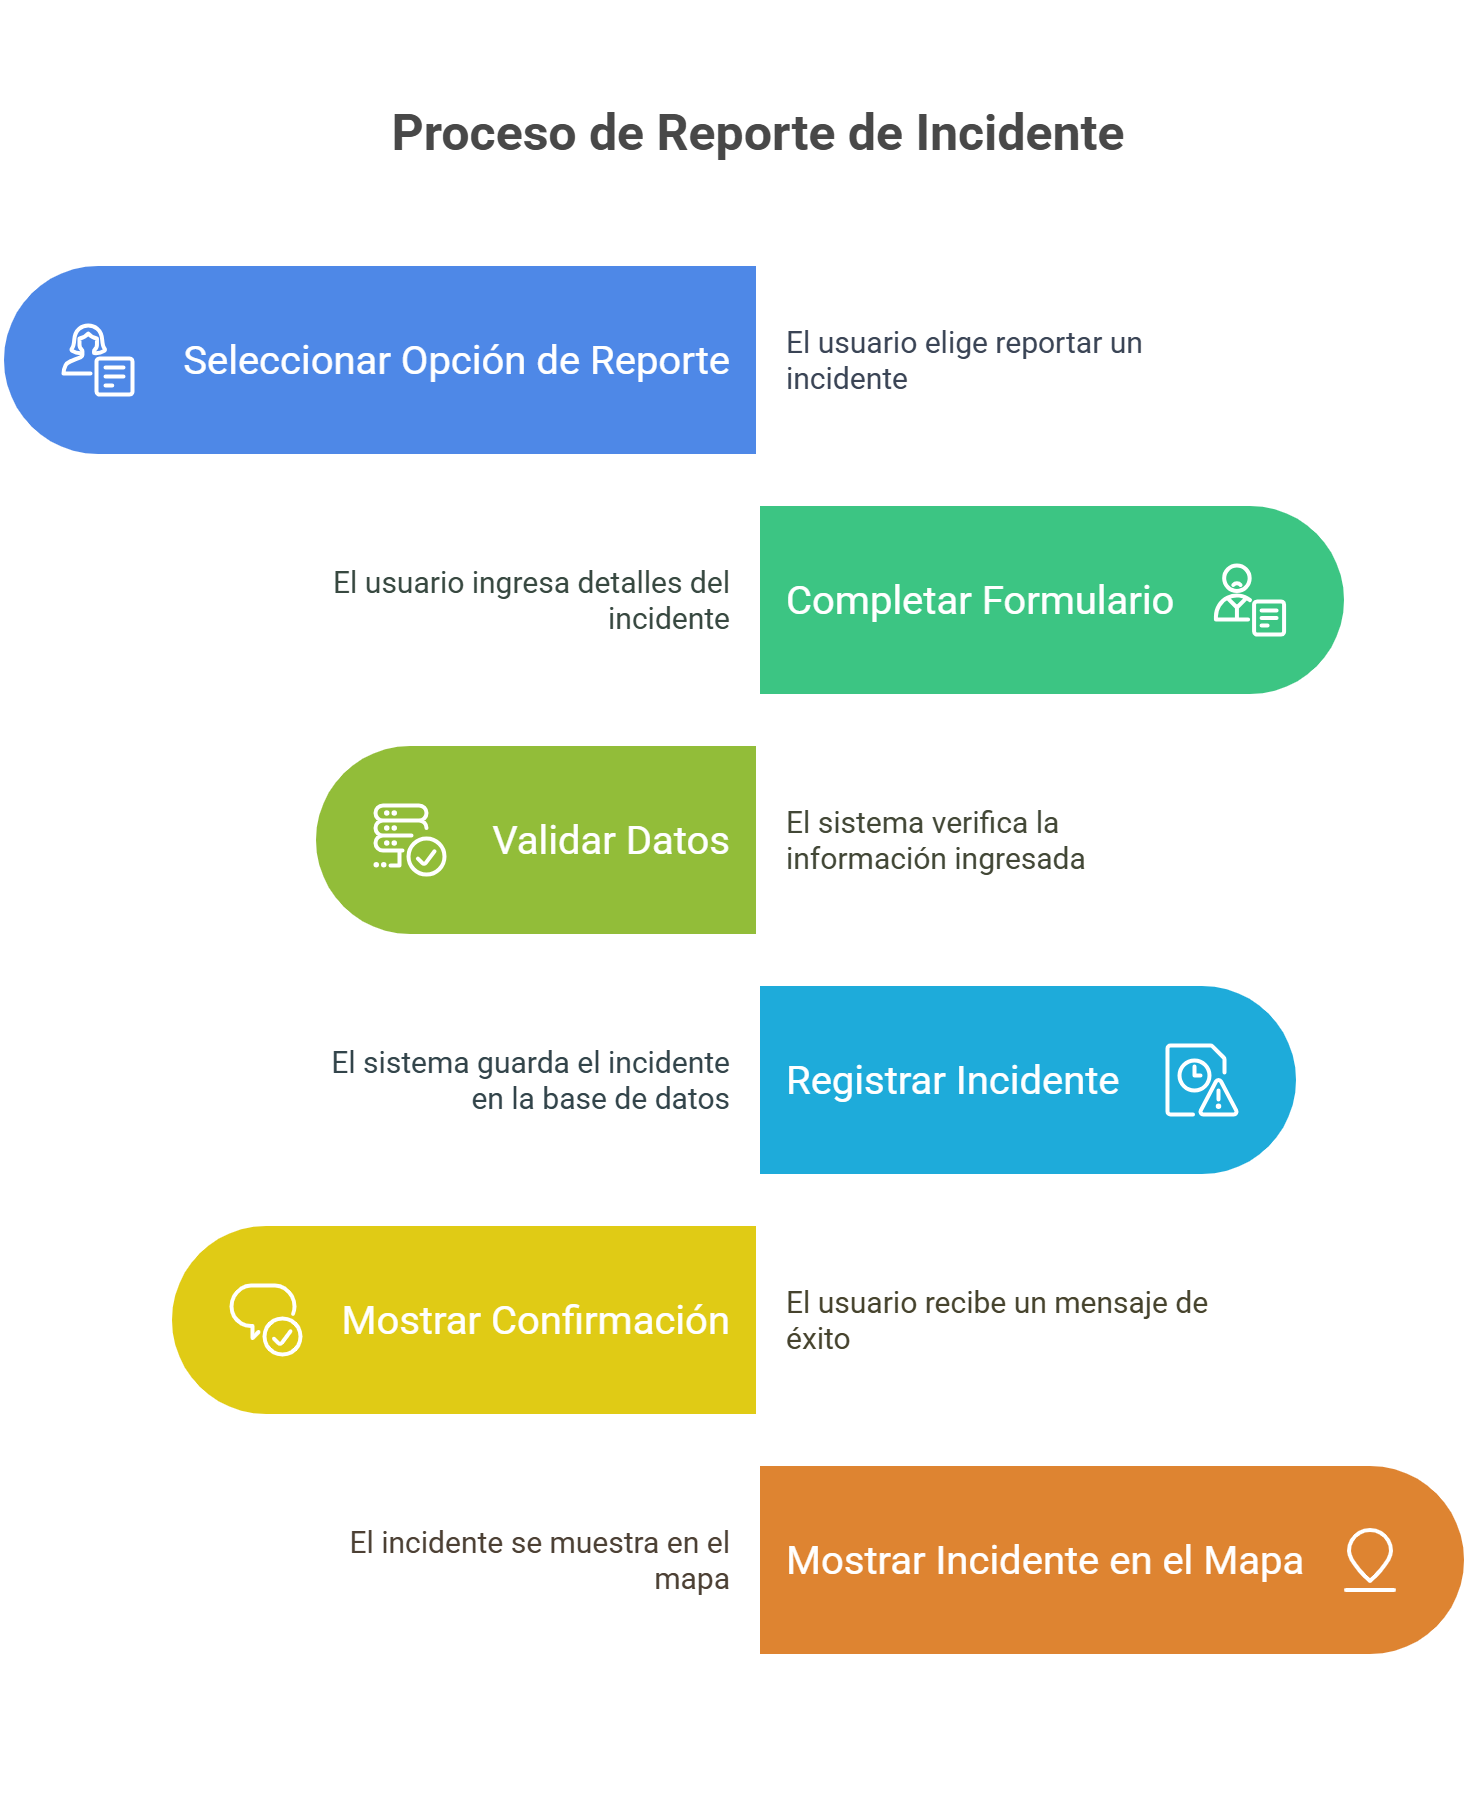 Proceso de Reporte de Incidente
Seleccionar Opción de Reporte
El usuario elige reportar un
incidente
El usuario ingresa detalles del
incidente
Completar Formulario
Validar Datos
El sistema verifica la
información ingresada
El sistema guarda el incidente
en la base de datos
Registrar Incidente
Mostrar Confirmación
El usuario recibe un mensaje de
éxito
El incidente se muestra en el
mapa
Mostrar Incidente en el Mapa